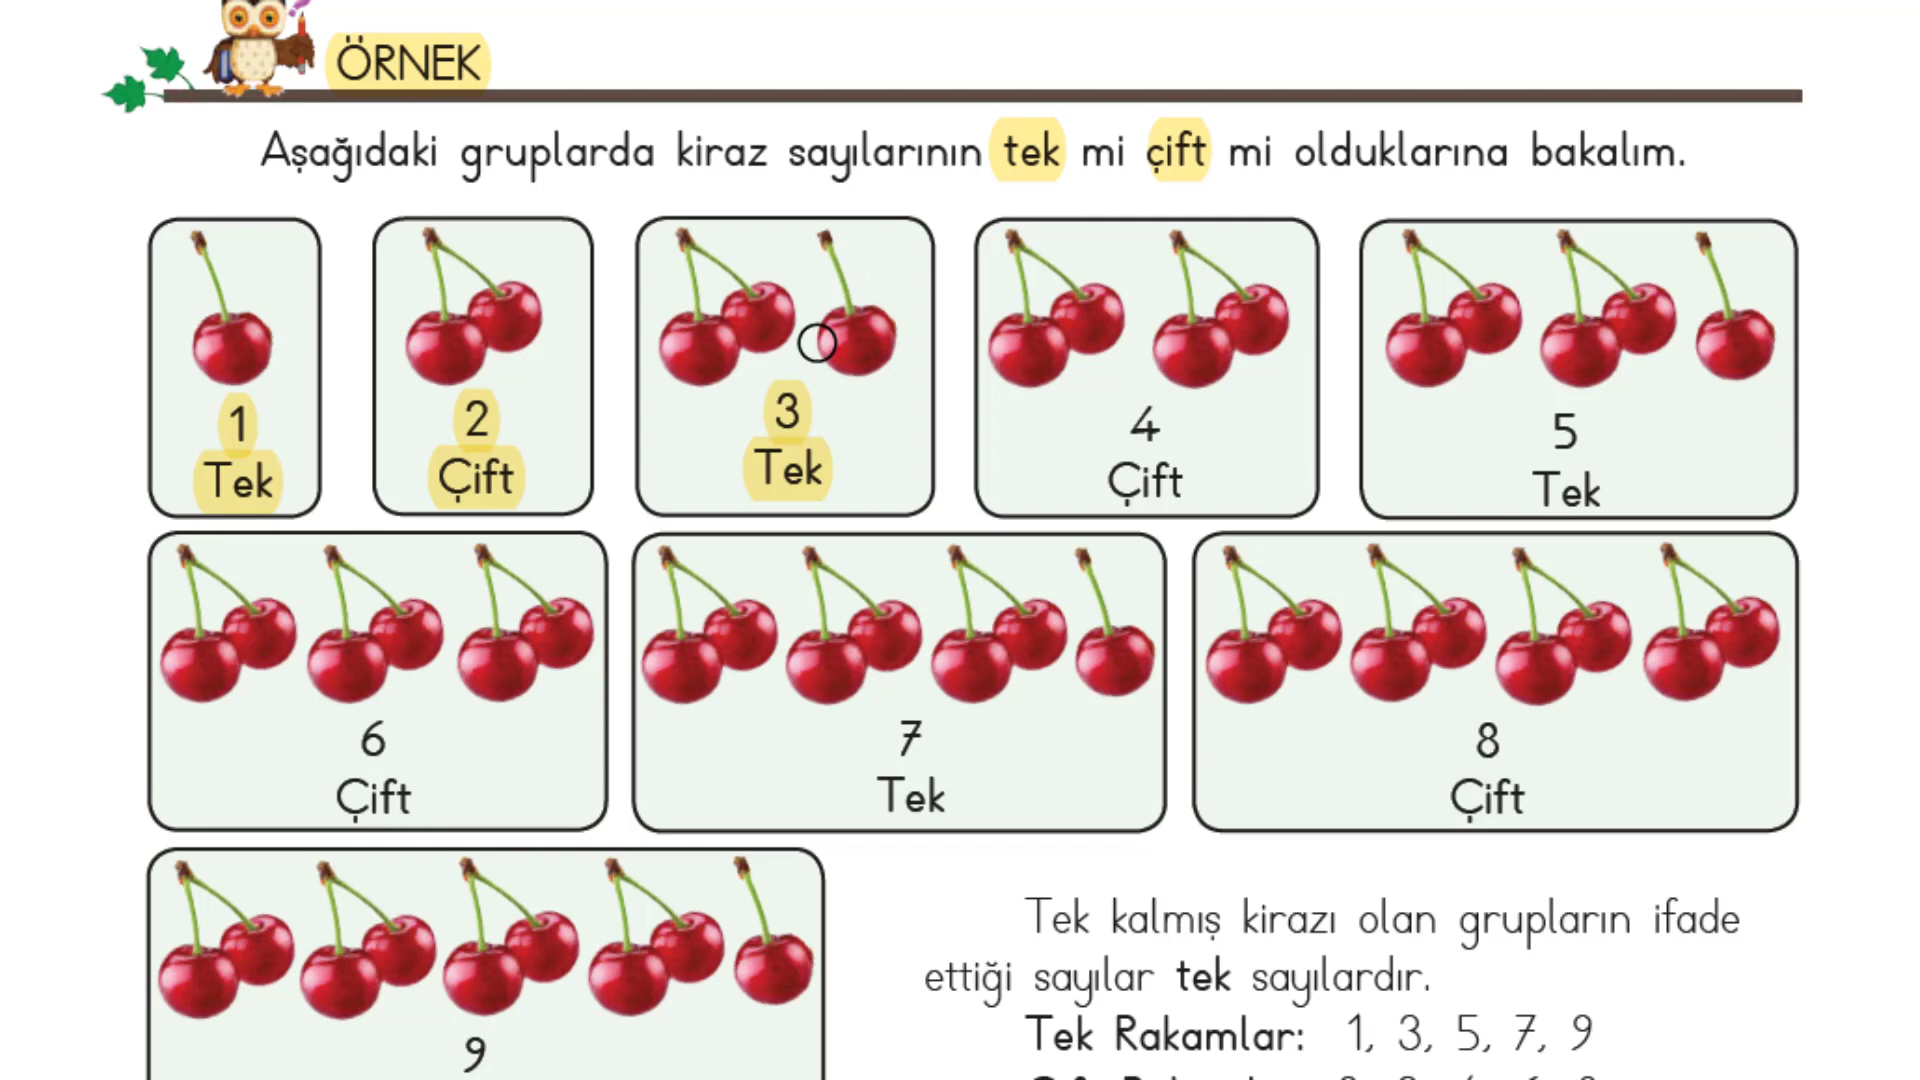 ÖRNEK
Aşağıdaki gruplarda kiraz sayılarının tek mi çift mi olduklarına bakalım.
1
Tek
2
Çift
3
Tek
4
Çift
5
Tek
6
Çift
7
Tek
8
Çift
9
Tek kalmış kirazı olan grupların ifade
ettiği sayılar tek sayılardır.
Tek Rakamlar: 1, 3, 5, 7, 9